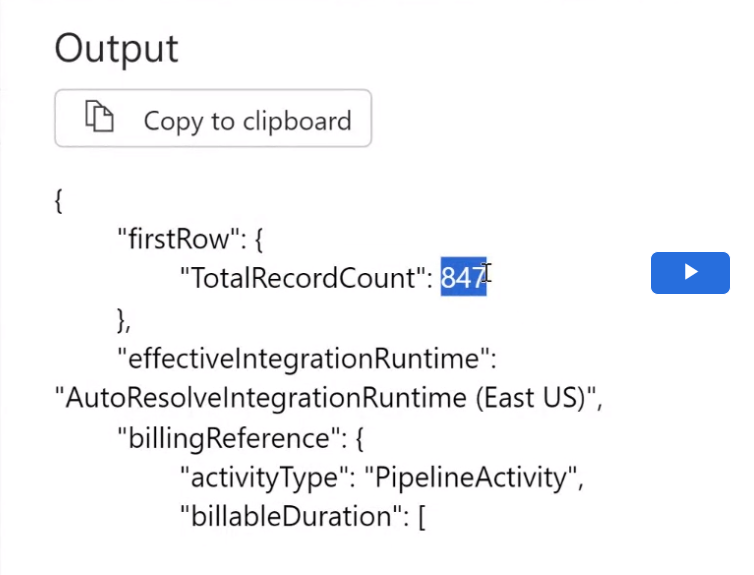 Output
Copy to clipboard
{
"firstRow": {
"TotalRecordCount": 847
},
"effectiveIntegrationRuntime":
"AutoResolveIntegrationRuntime (East US)",
"billingReference": {
"activityType": "PipelineActivity",
"billableDuration": [